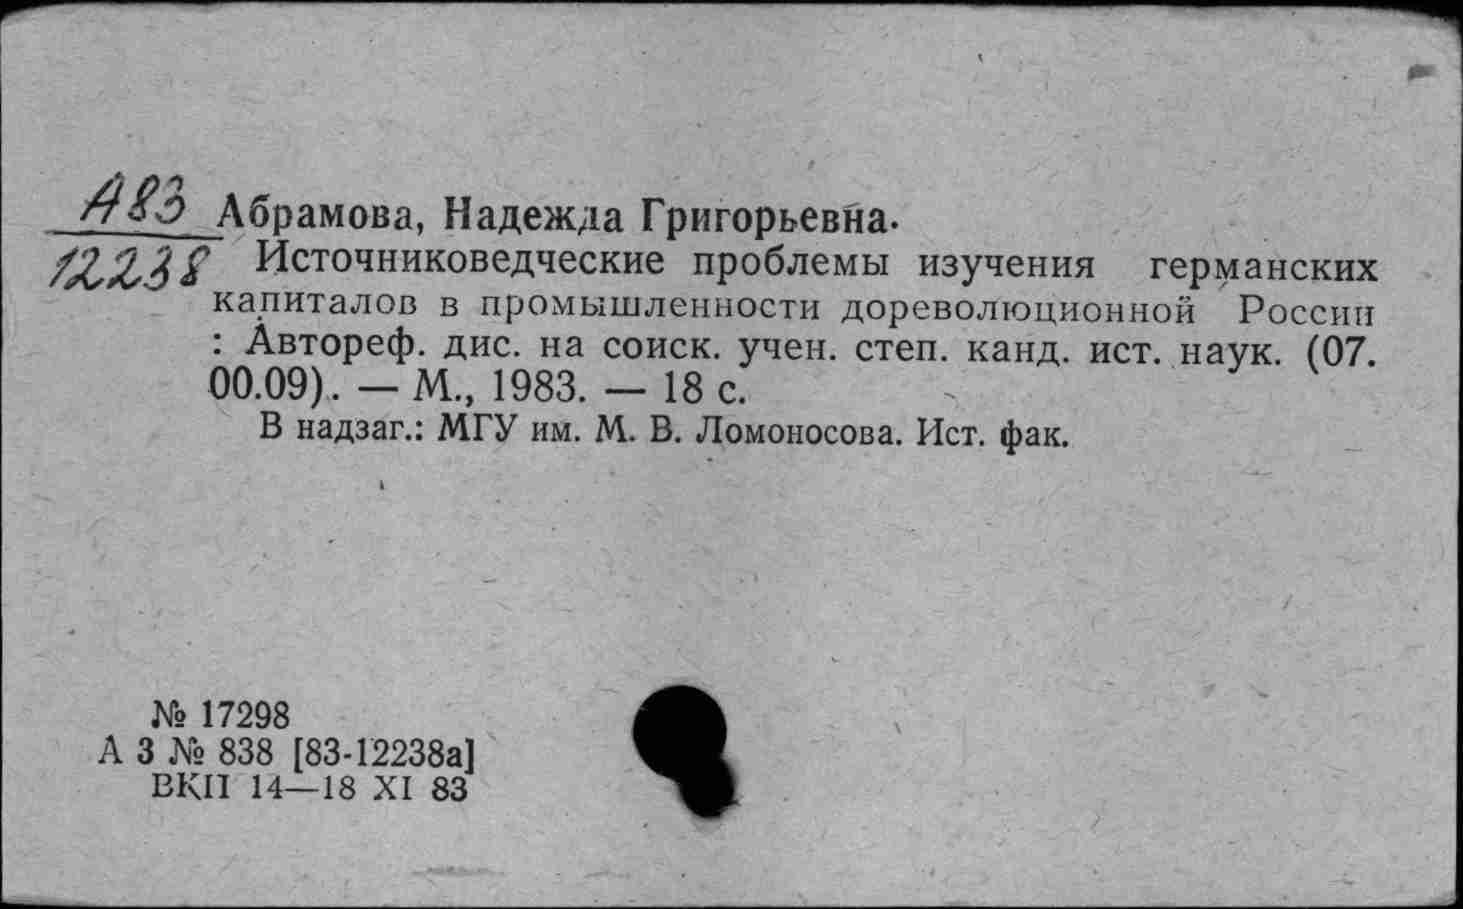 А83 Абрамова, Надежда Григорьевна.
12238 Источниковедческие проблемы изучения германских
капиталов в промышленности дореволюционной России
: Автореф. дис. на соиск. учен. степ. канд. ист. наук. (07.
00.09). — М., 1983. — 18 с.
В надзаг.: МГУ им. М. В. Ломоносова. Ист. фак.
№ 17298
А З № 838 [83-12238а]
ВКП 14—18 XI 83